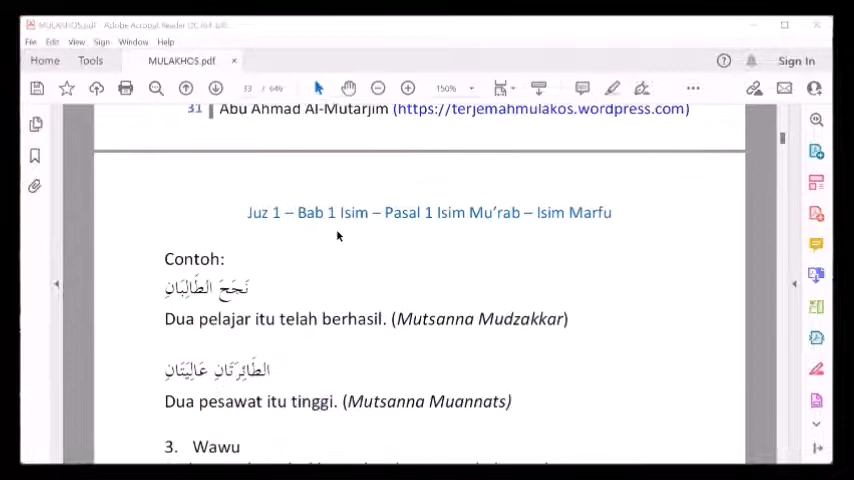 MULAKHOS.pdf - Adobe Acrobat Reader DC (64-bit)
File Edit View Sign Window Help
Home Tools MULAKHOS.pdf × Sign In
33 / 646 150%
31 Abu Ahmad Al-Mutarjim (https://terjemahmulakos.wordpress.com)
Juz 1 – Bab 1 Isim – Pasal 1 Isim Mu’rab – Isim Marfu
Contoh:
نَجَحَ الطَّالِبَانِ
Dua pelajar itu telah berhasil. (Mutsanna Mudzakkar)
الطَّائِرَتَانِ عَالِيَتَانِ
Dua pesawat itu tinggi. (Mutsanna Muannats)
3. Wawu